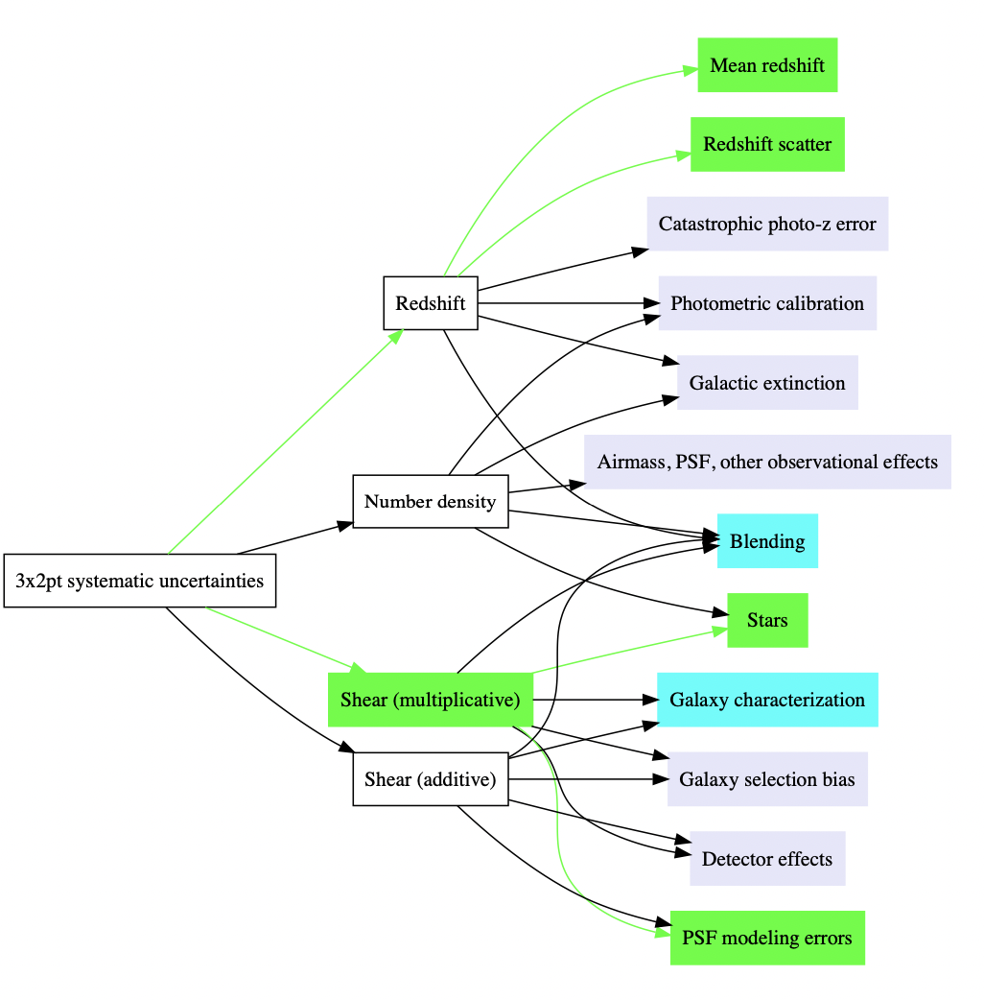 Mean redshift
Redshift scatter
Catastrophic photo-z error
Redshift
Photometric calibration
Galactic extinction
Airmass, PSF, other observational effects
Number density
Blending
3x2pt systematic uncertainties
Stars
Shear (multiplicative)
Galaxy characterization
Shear (additive)
Galaxy selection bias
Detector effects
PSF modeling errors